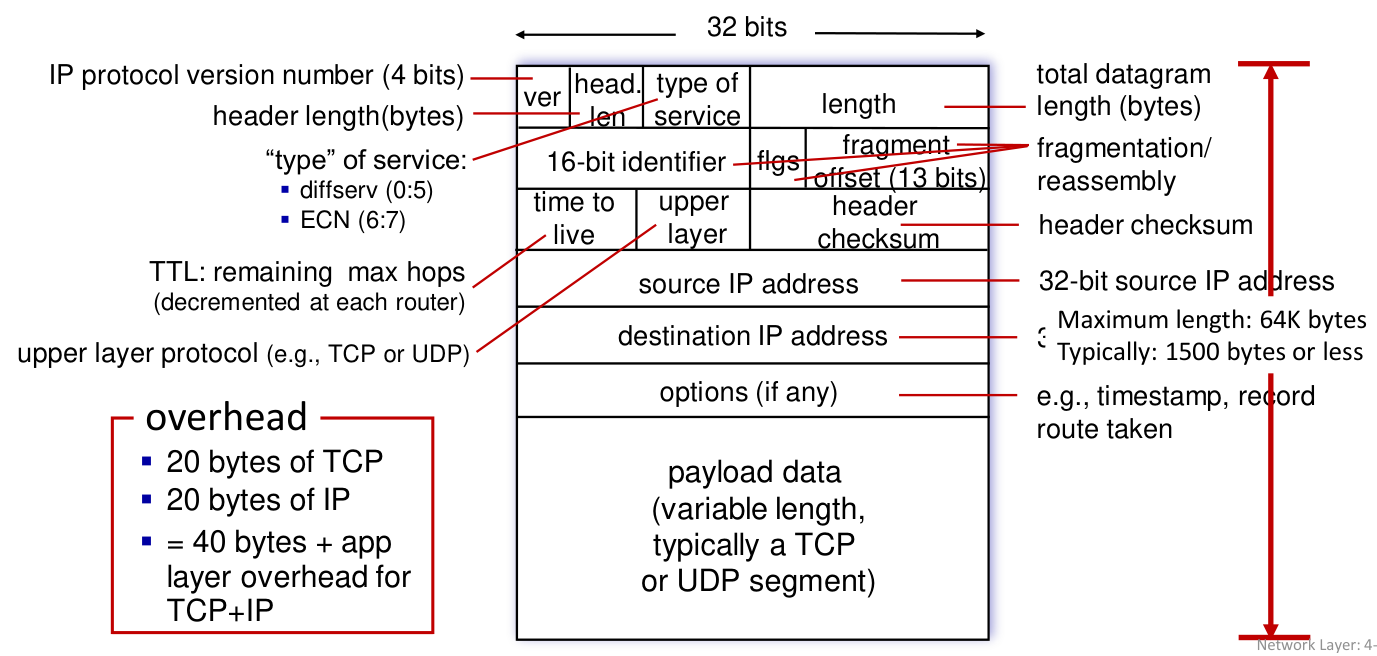 32 bits
IP protocol version number (4 bits)
header length(bytes)
“type” of service:
▪ diffserv (0:5)
▪ ECN (6:7)
TTL: remaining max hops
(decremented at each router)
upper layer protocol (e.g., TCP or UDP)
overhead
▪ 20 bytes of TCP
▪ 20 bytes of IP
▪ = 40 bytes + app
layer overhead for
TCP+IP
ver
head.
len
type of
service
length
16-bit identifier
flgs
fragment
offset (13 bits)
time to
live
upper
layer
header
checksum
source IP address
destination IP address
options (if any)
payload data
(variable length,
typically a TCP
or UDP segment)
total datagram
length (bytes)
fragmentation/
reassembly
header checksum
32-bit source IP address
Maximum length: 64K bytes
Typically: 1500 bytes or less
e.g., timestamp, record
route taken
Network Layer: 4-